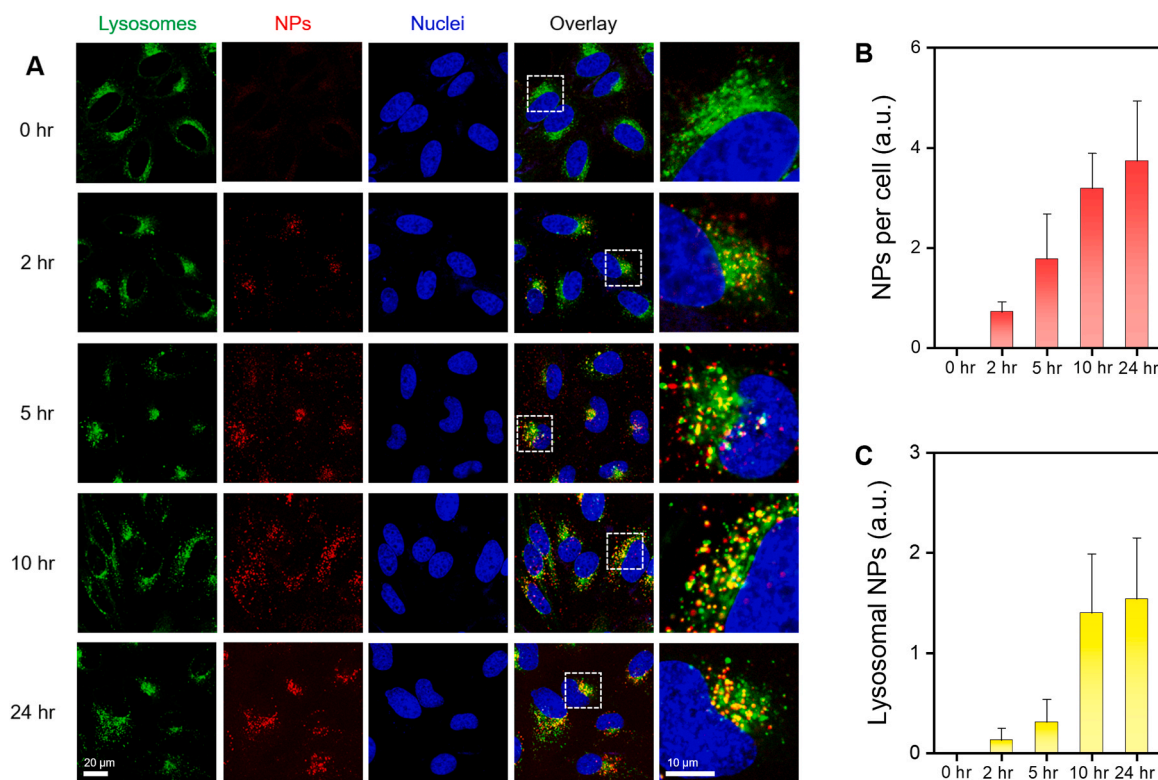 Lysosomes NPs Nuclei Overlay
A
0 hr
2 hr
5 hr
10 hr
24 hr
20 µm
10 µm
B
NPs per cell (a.u.)
6
4
2
0
0 hr 2 hr 5 hr 10 hr 24 hr
C
Lysosomal NPs (a.u.)
3
2
1
0
0 hr 2 hr 5 hr 10 hr 24 hr